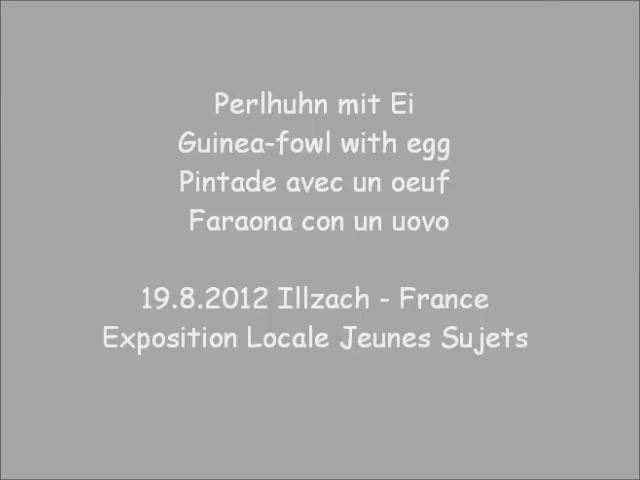 Perlhuhn mit Ei
Guinea-fowl with egg
Pintade avec un oeuf
Faraona con un uovo
19.8.2012 Illzach - France
Exposition Locale Jeunes Sujets